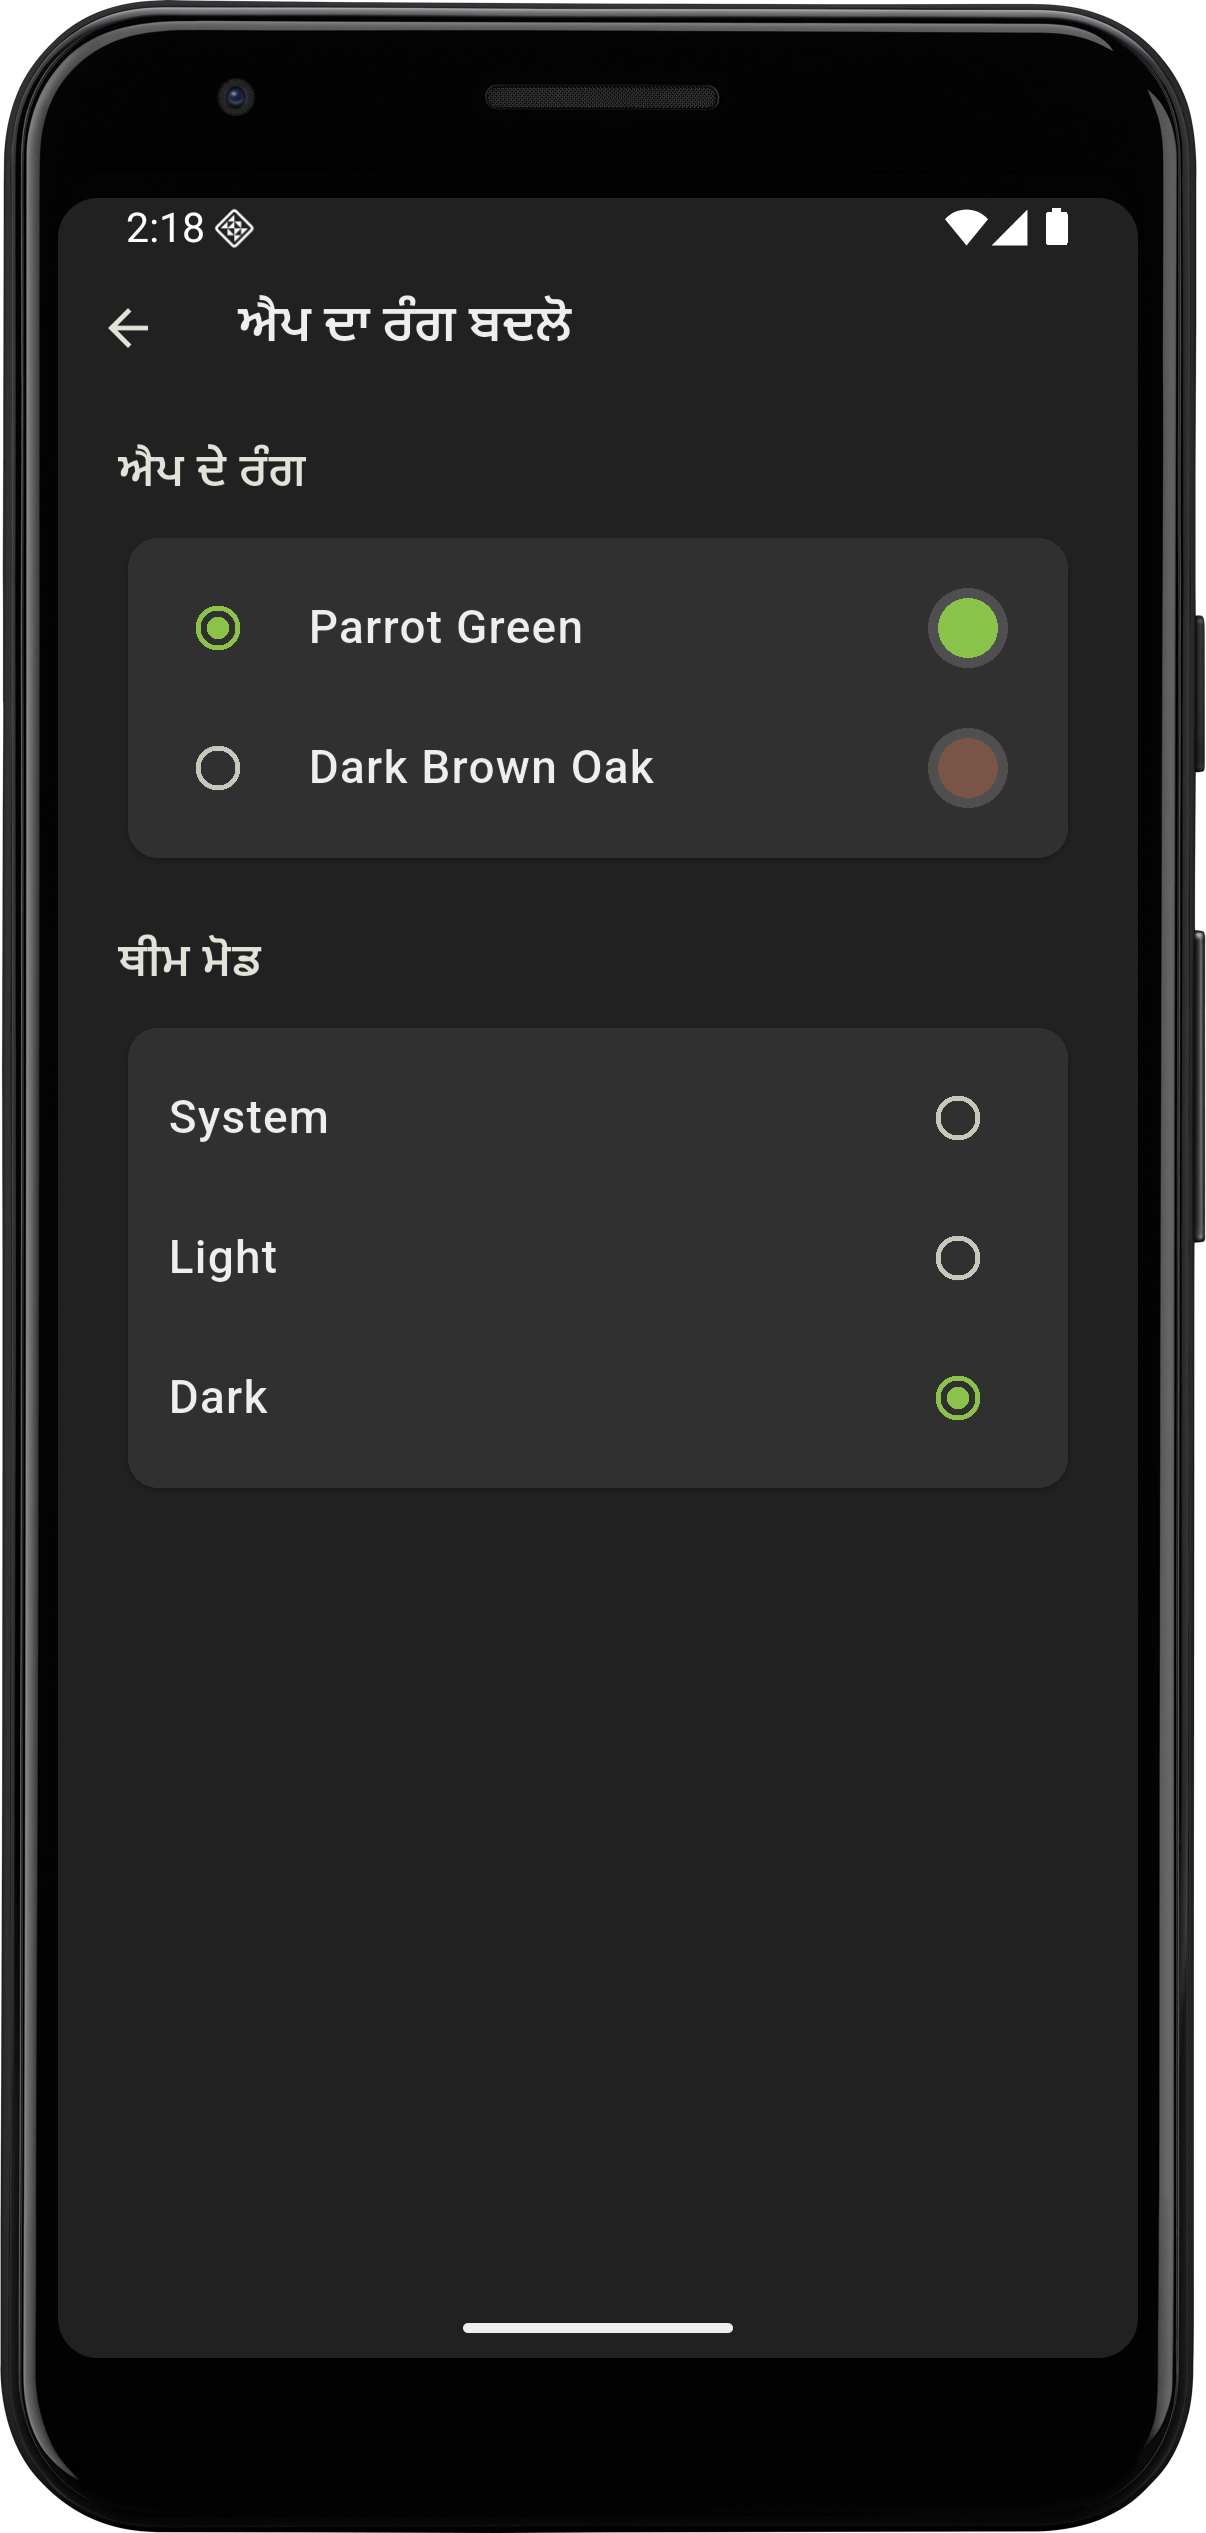 2:18
ਐਪ ਦਾ ਰੰਗ ਬਦਲੋ
ਐਪ ਦੇ ਰੰਗ
Parrot Green
Dark Brown Oak
ਥੀਮ ਮੋਡ
System
Light
Dark